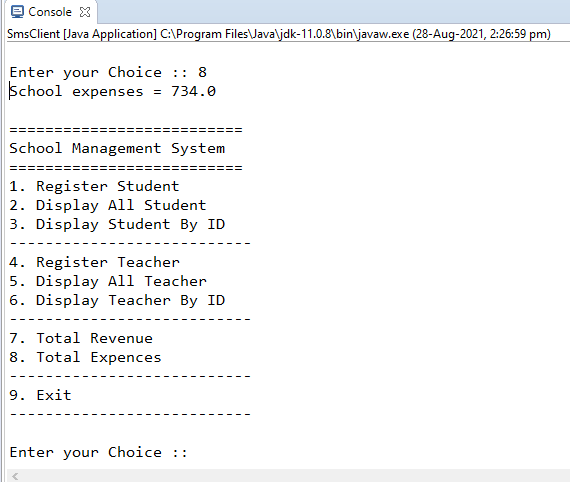 Console
SmsClient [Java Application] C:\Program Files\Java\jdk-11.0.8\bin\javaw.exe (28-Aug-2021, 2:26:59 pm)
Enter your Choice :: 8
School expenses = 734.0
==========================
School Management System
==========================
1. Register Student
2. Display All Student
3. Display Student By ID
---------------------------
4. Register Teacher
5. Display All Teacher
6. Display Teacher By ID
---------------------------
7. Total Revenue
8. Total Expences
---------------------------
9. Exit
---------------------------
Enter your Choice ::